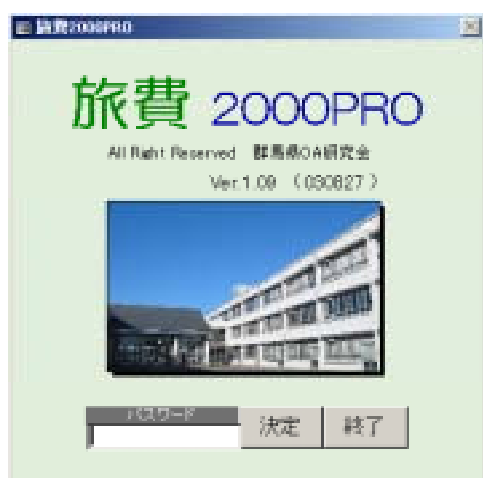 旅費2000PRO
旅費 2000PRO
All Right Reserved 群馬県OA研究会
Ver.1.09 (030827)
パスワード
決定 終了